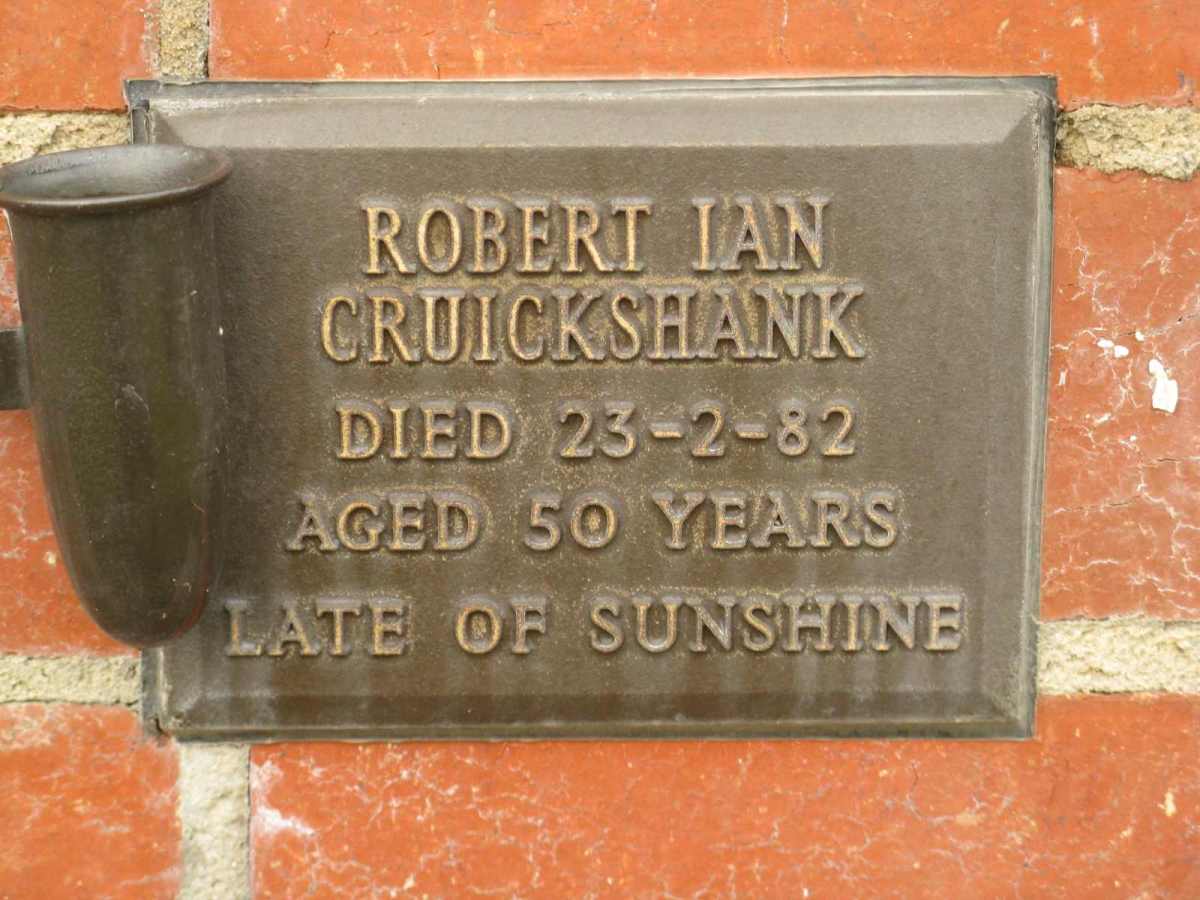 ROBERT IAN
CRUICKSHANK
DIED 23-2-82
AGED 50 YEARS
LATE OF SUNSHINE